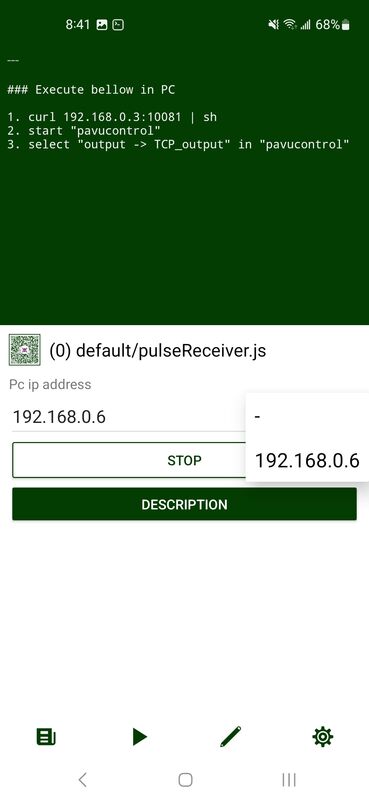 8:41
68%
---
### Execute bellow in PC
1. curl 192.168.0.3:10081 | sh
2. start "pavucontrol"
3. select "output -> TCP_output" in "pavucontrol"
(0) default/pulseReceiver.js
Pc ip address
192.168.0.6
-
192.168.0.6
STOP
DESCRIPTION